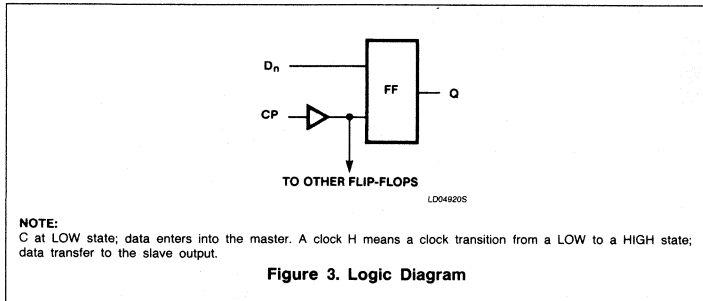 Dn
FF
Q
CP
TO OTHER FLIP-FLOPS
LD04920S
NOTE:
C at LOW state; data enters into the master. A clock H means a clock transition from a LOW to a HIGH state;
data transfer to the slave output.
Figure 3. Logic Diagram